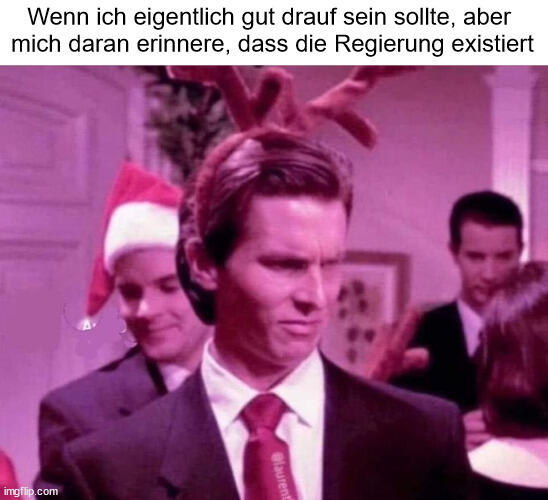 Wenn ich eigentlich gut drauf sein sollte, aber
mich daran erinnere, dass die Regierung existiert
imgflip.com